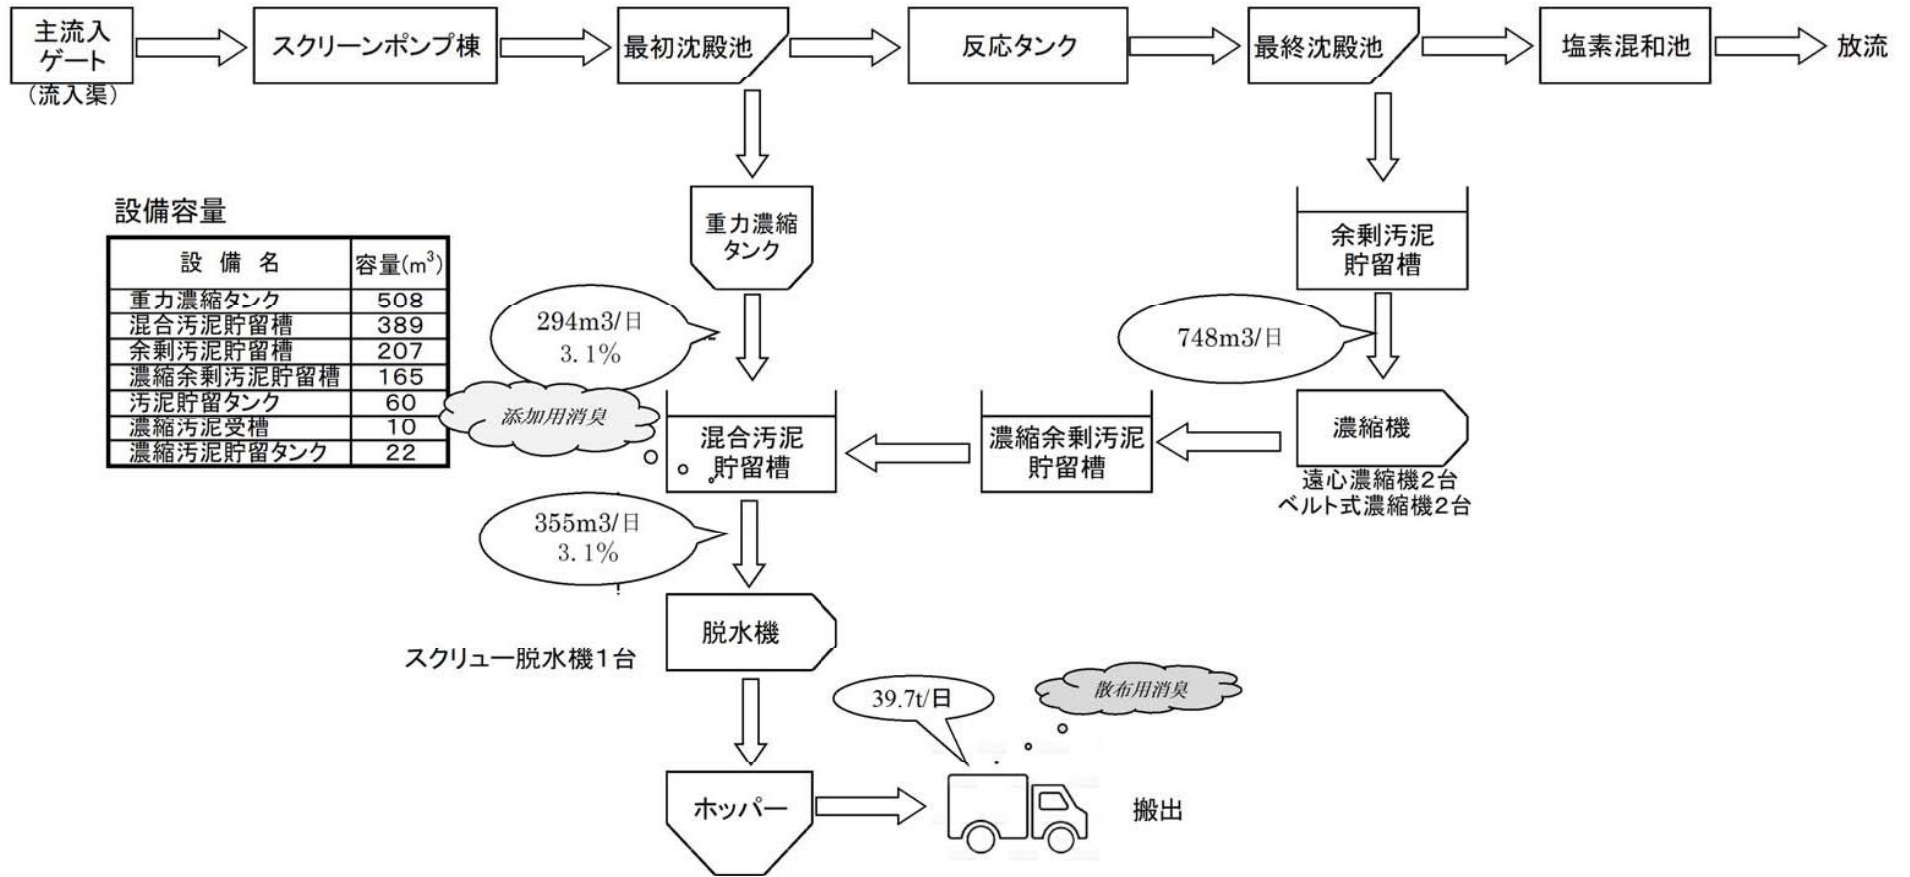 主流入
ゲート
(流入渠)
スクリーンポンプ棟
最初沈殿池
反応タンク
最終沈殿池
塩素混和池
放流
設備容量
設 備 名 容量(m³)
重力濃縮タンク 508
混合汚泥貯留槽 389
余剰汚泥貯留槽 207
濃縮余剰汚泥貯留槽 165
汚泥貯留タンク 60
濃縮汚泥受槽 10
濃縮汚泥貯留タンク 22
重力濃縮
タンク
余剰汚泥
貯留槽
294m3/日
3.1%
748m3/日
添加用消臭
混合汚泥
貯留槽
濃縮余剰汚泥
貯留槽
濃縮機
遠心濃縮機2台
ベルト式濃縮機2台
355m3/日
3.1%
脱水機
スクリュー脱水機1台
39.7t/日
散布用消臭
ホッパー
搬出